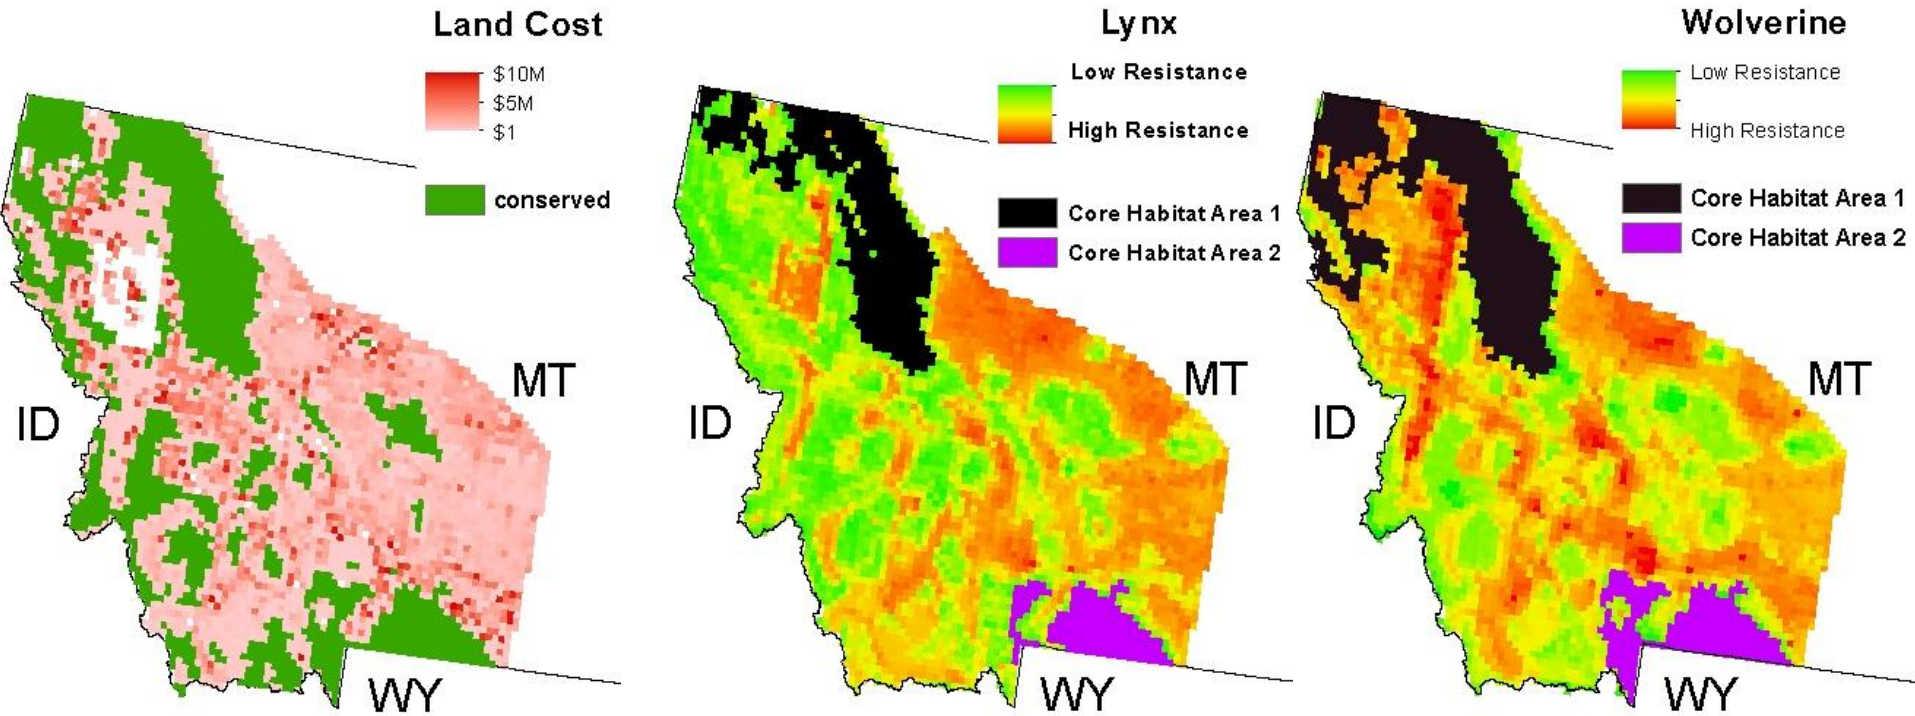 Land Cost
$10M
$5M
$1
conserved
MT
ID
WY
Lynx
Low Resistance
High Resistance
Core Habitat Area 1
Core Habitat Area 2
MT
ID
WY
Wolverine
Low Resistance
High Resistance
Core Habitat Area 1
Core Habitat Area 2
MT
ID
WY